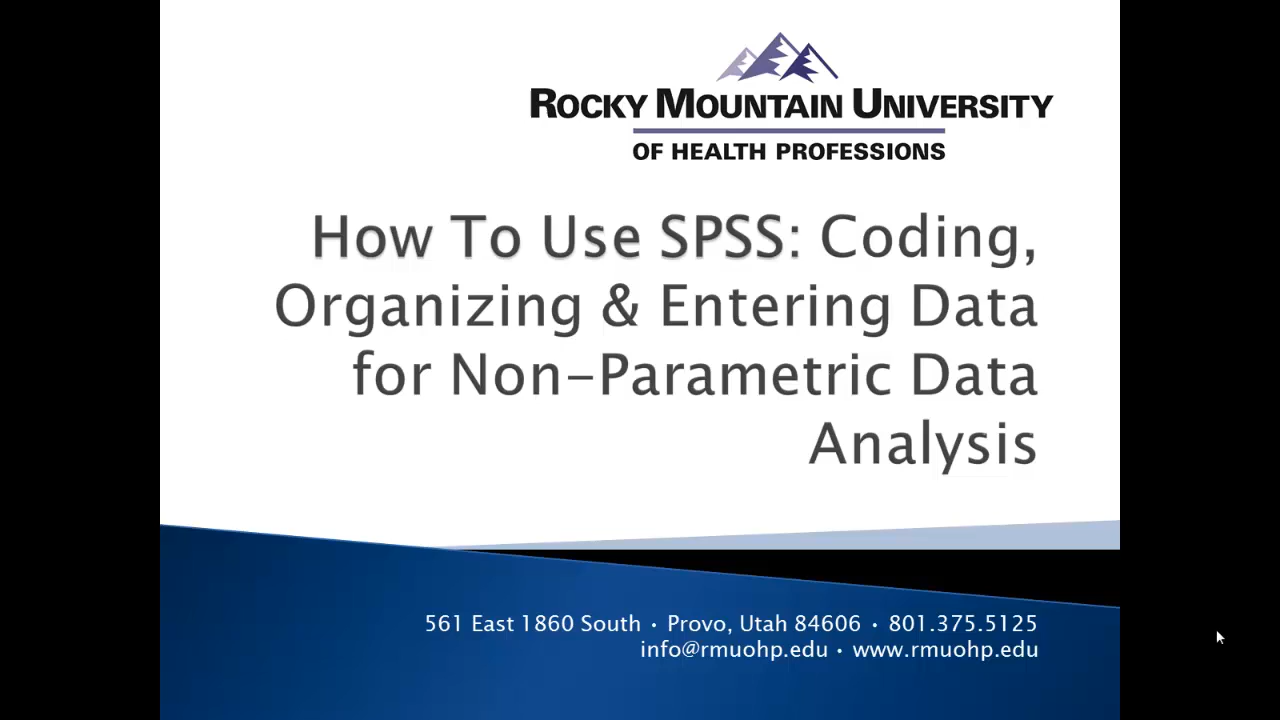 ROCKY MOUNTAIN UNIVERSITY
OF HEALTH PROFESSIONS
How To Use SPSS: Coding,
Organizing & Entering Data
for Non-Parametric Data
Analysis
561 East 1860 South • Provo, Utah 84606 • 801.375.5125
info@rmuohp.edu • www.rmuohp.edu